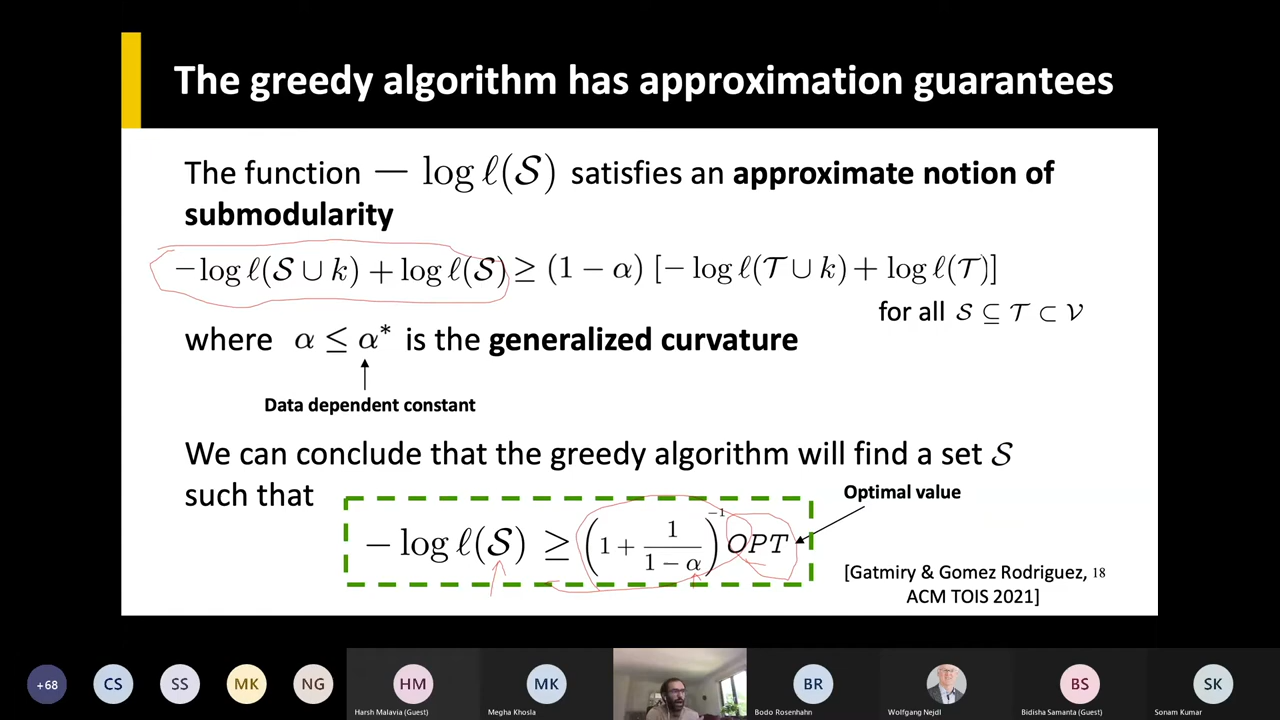 The greedy algorithm has approximation guarantees
The function − log ℓ(𝒮) satisfies an approximate notion of
submodularity
−log ℓ(𝒮 ∪ k) + log ℓ(𝒮) ≥ (1 − α) [− log ℓ(𝒯 ∪ k) + log ℓ(𝒯)]
for all 𝒮 ⊆ 𝒯 ⊂ 𝒱
where α ≤ α* is the generalized curvature
Data dependent constant
We can conclude that the greedy algorithm will find a set 𝒮
such that
Optimal value
− log ℓ(𝒮) ≥ (1 + 1/(1 − α))⁻¹ OPT
[Gatmiry & Gomez Rodriguez, 18
ACM TOIS 2021]
+68 CS SS MK NG HM MK BR BS SK
Harsh Malavia (Guest) Megha Khosla Bodo Rosenhahn Wolfgang Nejdl Bidisha Samanta (Guest) Sonam Kumar